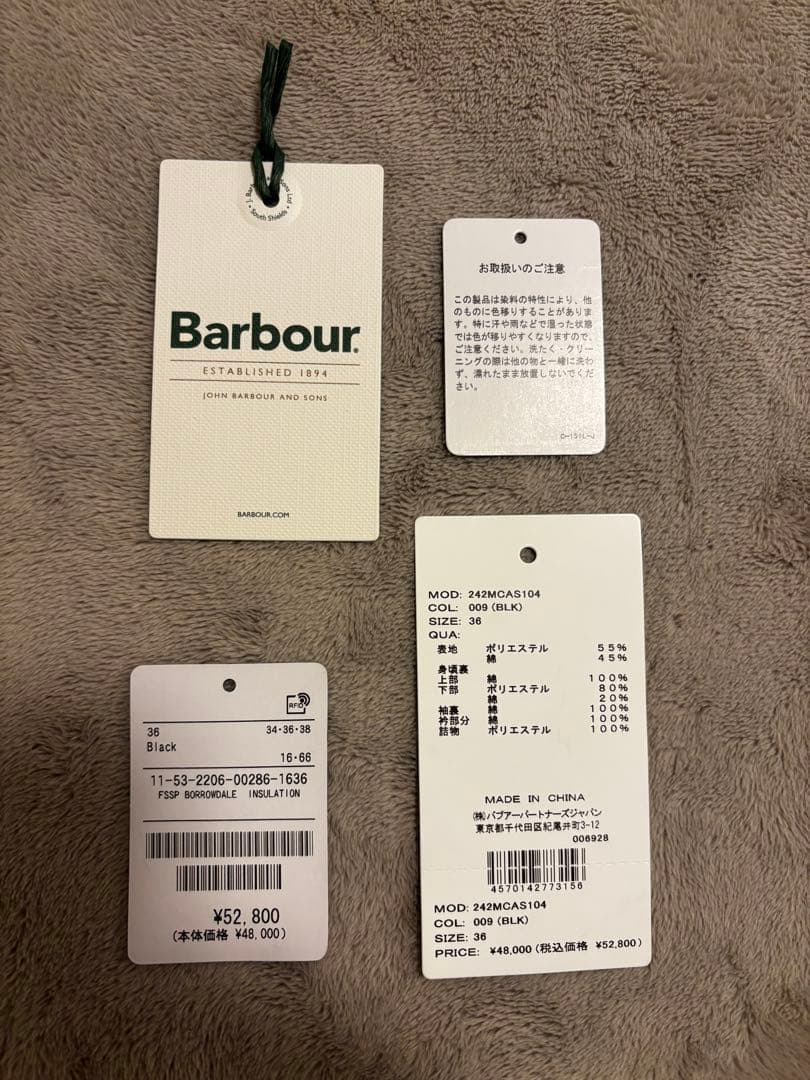 South Shields
Barbour.
ESTABLISHED 1894
JOHN BARBOUR AND SONS
BARBOUR.COM
お取扱いのご注意
この製品は染料の特性により、他
のものに色移りすることがありま
す。特に汗や雨などで湿った状態
では色が移りやすくなりますので、
ご注意ください。洗たく・クリー
ニングの際は他の物と一緒に洗わ
ず、濡れたまま放置しないでくだ
さい。
D-151L-J
RFID
36 34・36・38
Black
16・66
11-53-2206-00286-1636
FSSP BORROWDALE INSULATION
¥52,800
(本体価格 ¥48,000)
MOD: 242MCAS104
COL: 009(BLK)
SIZE: 36
QUA:
表地 ポリエステル 55%
綿 45%
身頃裏
上部 綿 100%
下部 ポリエステル 80%
綿 20%
袖裏 綿 100%
衿部分 綿 100%
詰物 ポリエステル 100%
MADE IN CHINA
(株)バブアーパートナーズジャパン
東京都千代田区紀尾井町3-12
006928
4570142773156
MOD: 242MCAS104
COL: 009(BLK)
SIZE: 36
PRICE: ¥48,000(税込価格 ¥52,800)